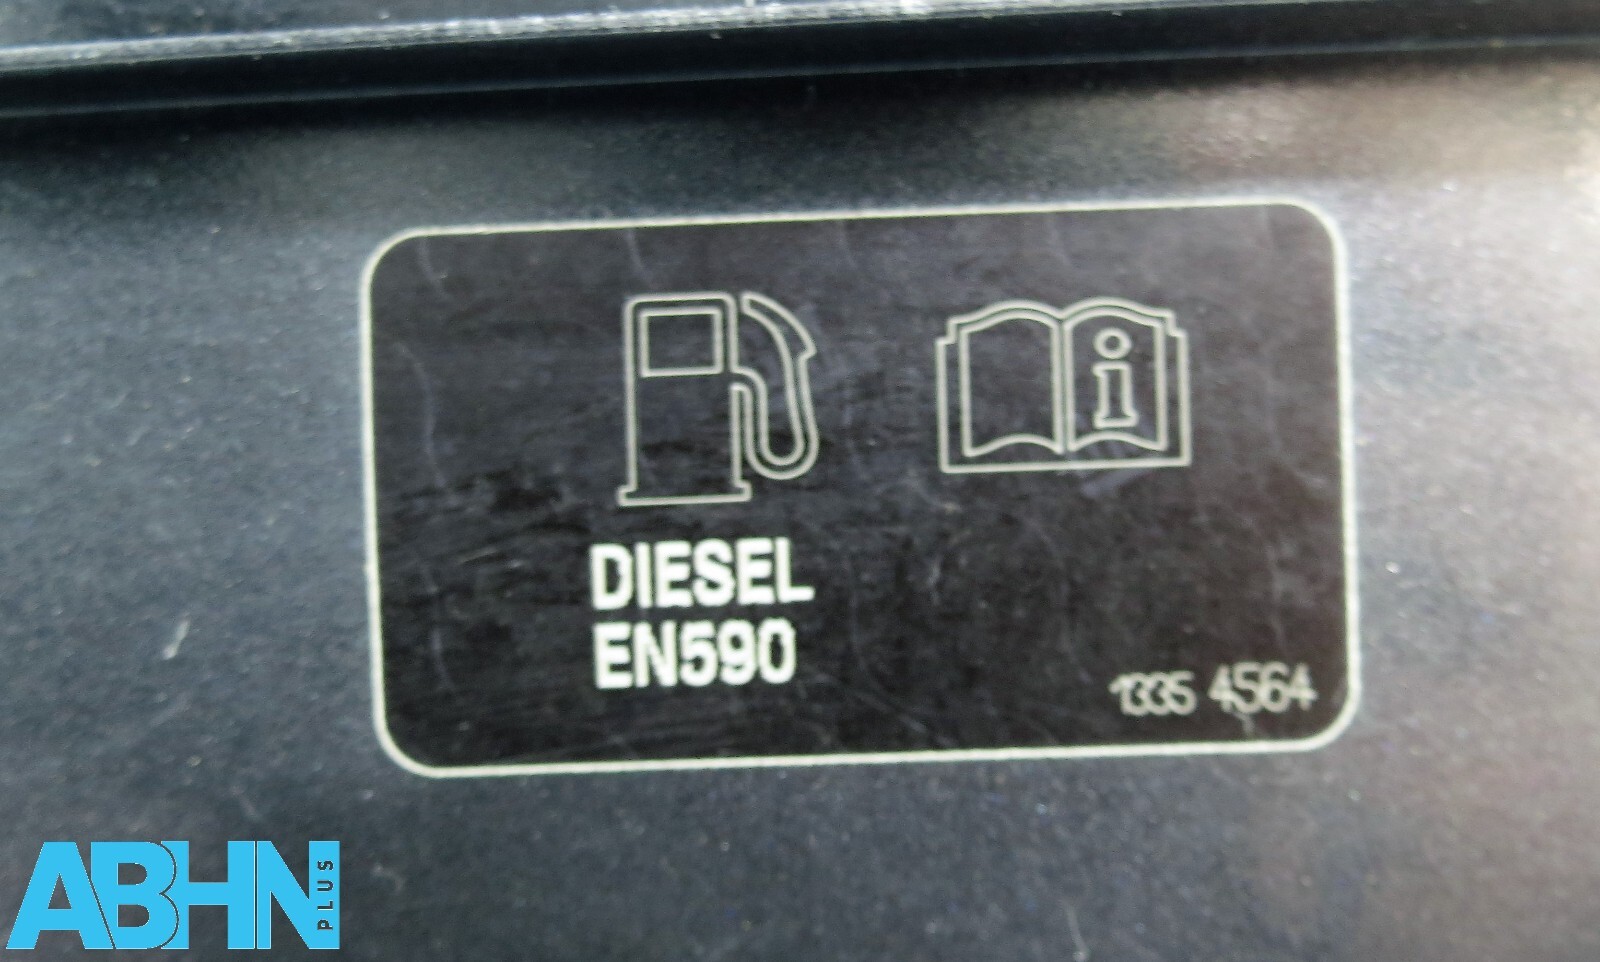 DIESEL
EN590
1335 4564
ABHN
PLUS